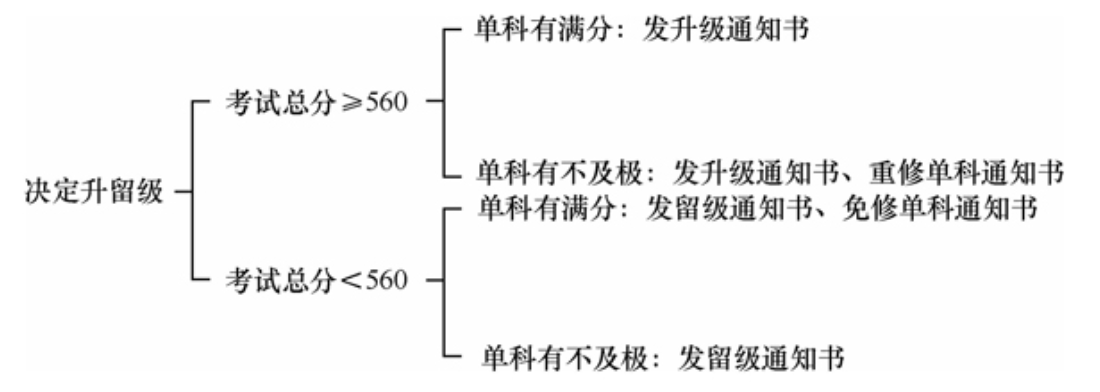 单科有满分：发升级通知书
考试总分≥560
单科有不及极：发升级通知书、重修单科通知书
决定升留级
单科有满分：发留级通知书、免修单科通知书
考试总分<560
单科有不及极：发留级通知书